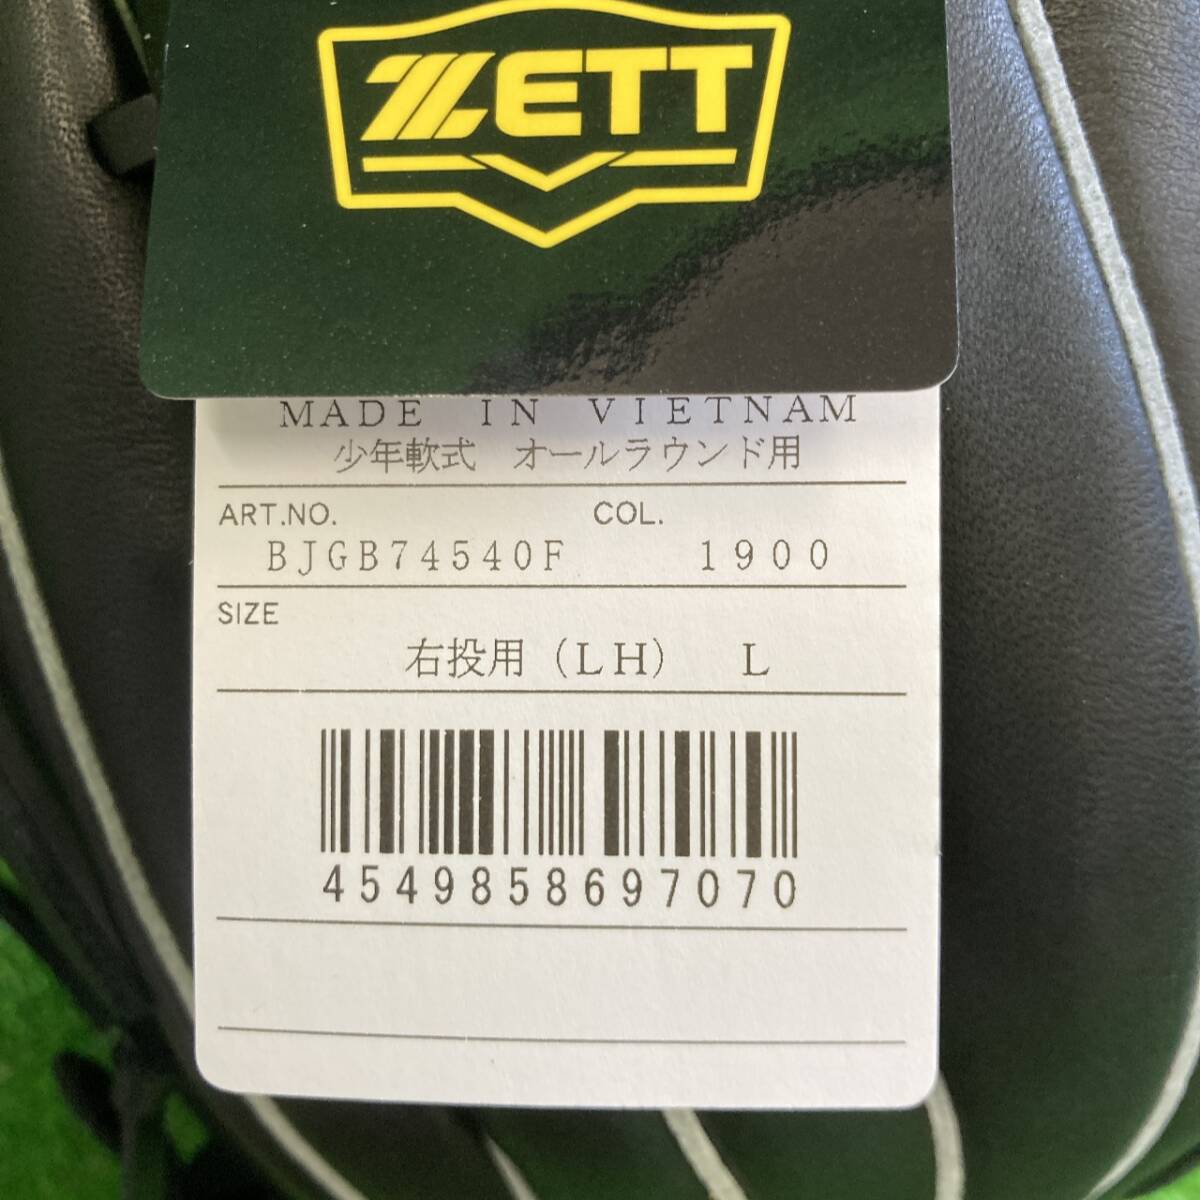 ZETT
MADE IN VIETNAM
少年軟式 オールラウンド用
ART.NO. COL.
BJGB74540F 1900
SIZE
右投用(LH) L
4549858697070